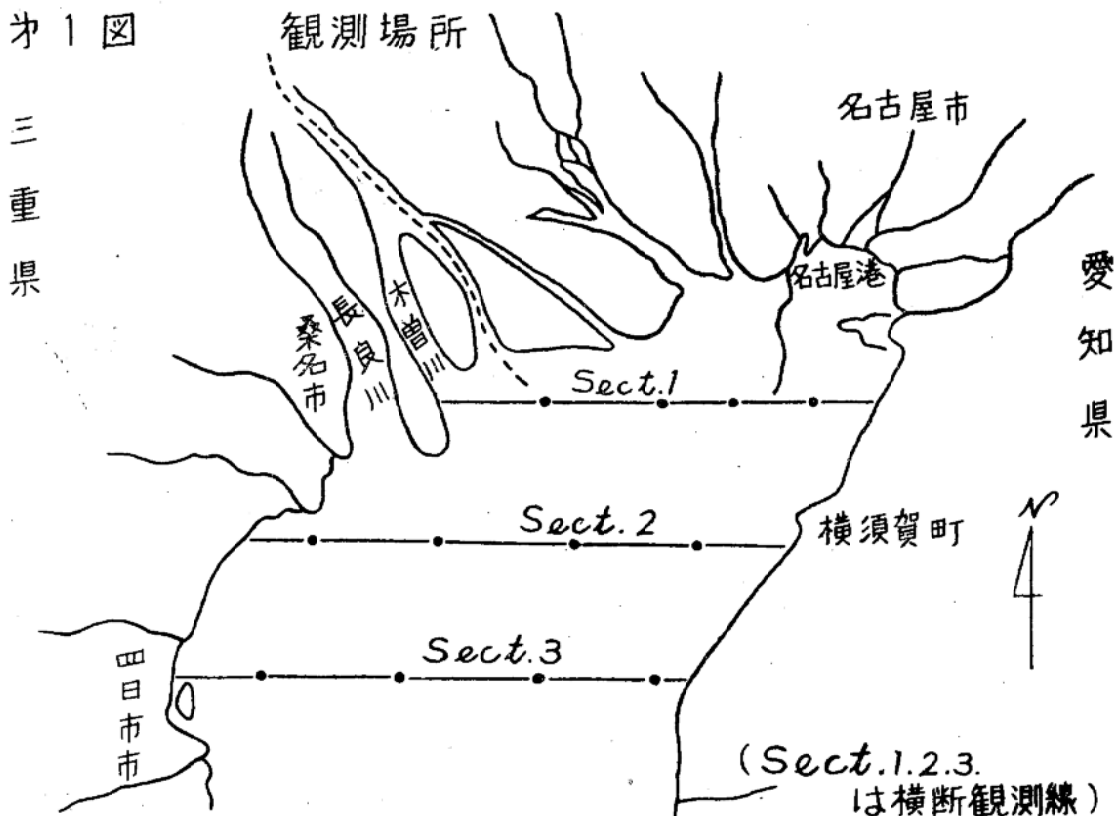 才1図 観測場所
三重県
名古屋市
名古屋港
愛知県
桑名市
長良川
木曽川
Sect.1
Sect.2
横須賀町
N
Sect.3
四日市市
(Sect.1.2.3.
は横断観測線)